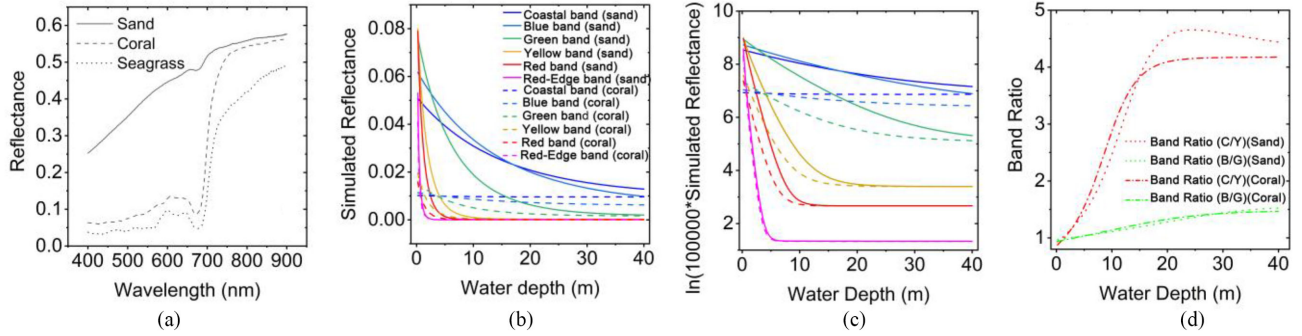 0.6
0.5
0.4
0.3
0.2
0.1
0.0
Reflectance
Sand
Coral
Seagrass
400 500 600 700 800 900
Wavelength (nm)
(a)
0.08
0.06
0.04
0.02
0.00
Simulated Reflectance
Coastal band (sand)
Blue band (sand)
Green band (sand)
Yellow band (sand)
Red band (sand)
Red-Edge band (sand)
Coastal band (coral)
Blue band (coral)
Green band (coral)
Yellow band (coral)
Red band (coral)
Red-Edge band (coral)
0 10 20 30 40
Water depth (m)
(b)
10
8
6
4
2
ln(1000000*Simulated Reflectance)
0 10 20 30 40
Water Depth (m)
(c)
5
4
3
2
1
Band Ratio
Band Ratio (C/Y)(Sand)
Band Ratio (B/G)(Sand)
Band Ratio (C/Y)(Coral)
Band Ratio (B/G)(Coral)
0 10 20 30 40
Water Depth (m)
(d)